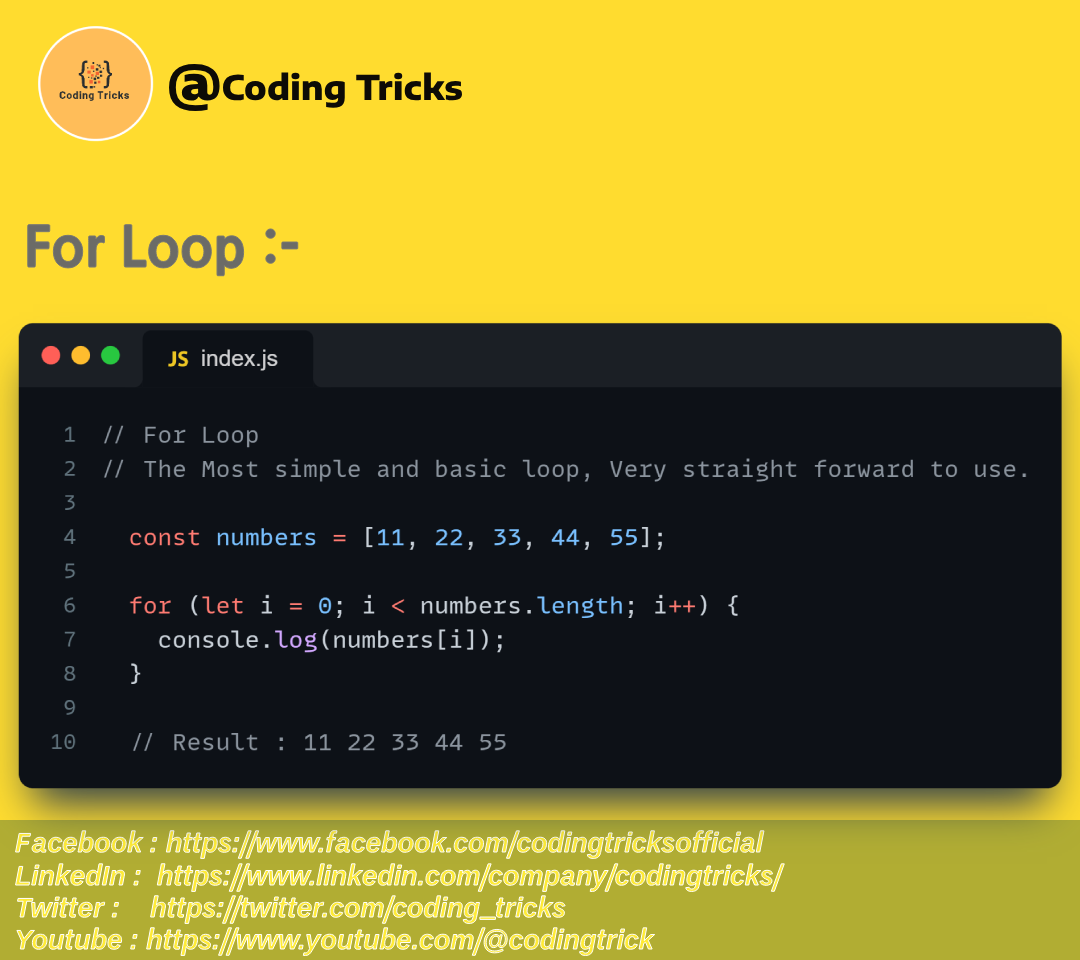 { }
Coding Tricks
@Coding Tricks
For Loop :-
JS index.js
1 // For Loop
2 // The Most simple and basic loop, Very straight forward to use.
3
4 const numbers = [11, 22, 33, 44, 55];
5
6 for (let i = 0; i < numbers.length; i++) {
7 console.log(numbers[i]);
8 }
9
10 // Result : 11 22 33 44 55
Facebook : https://www.facebook.com/codingtricksofficial
LinkedIn : https://www.linkedin.com/company/codingtricks/
Twitter : https://twitter.com/coding_tricks
Youtube : https://www.youtube.com/@codingtrick